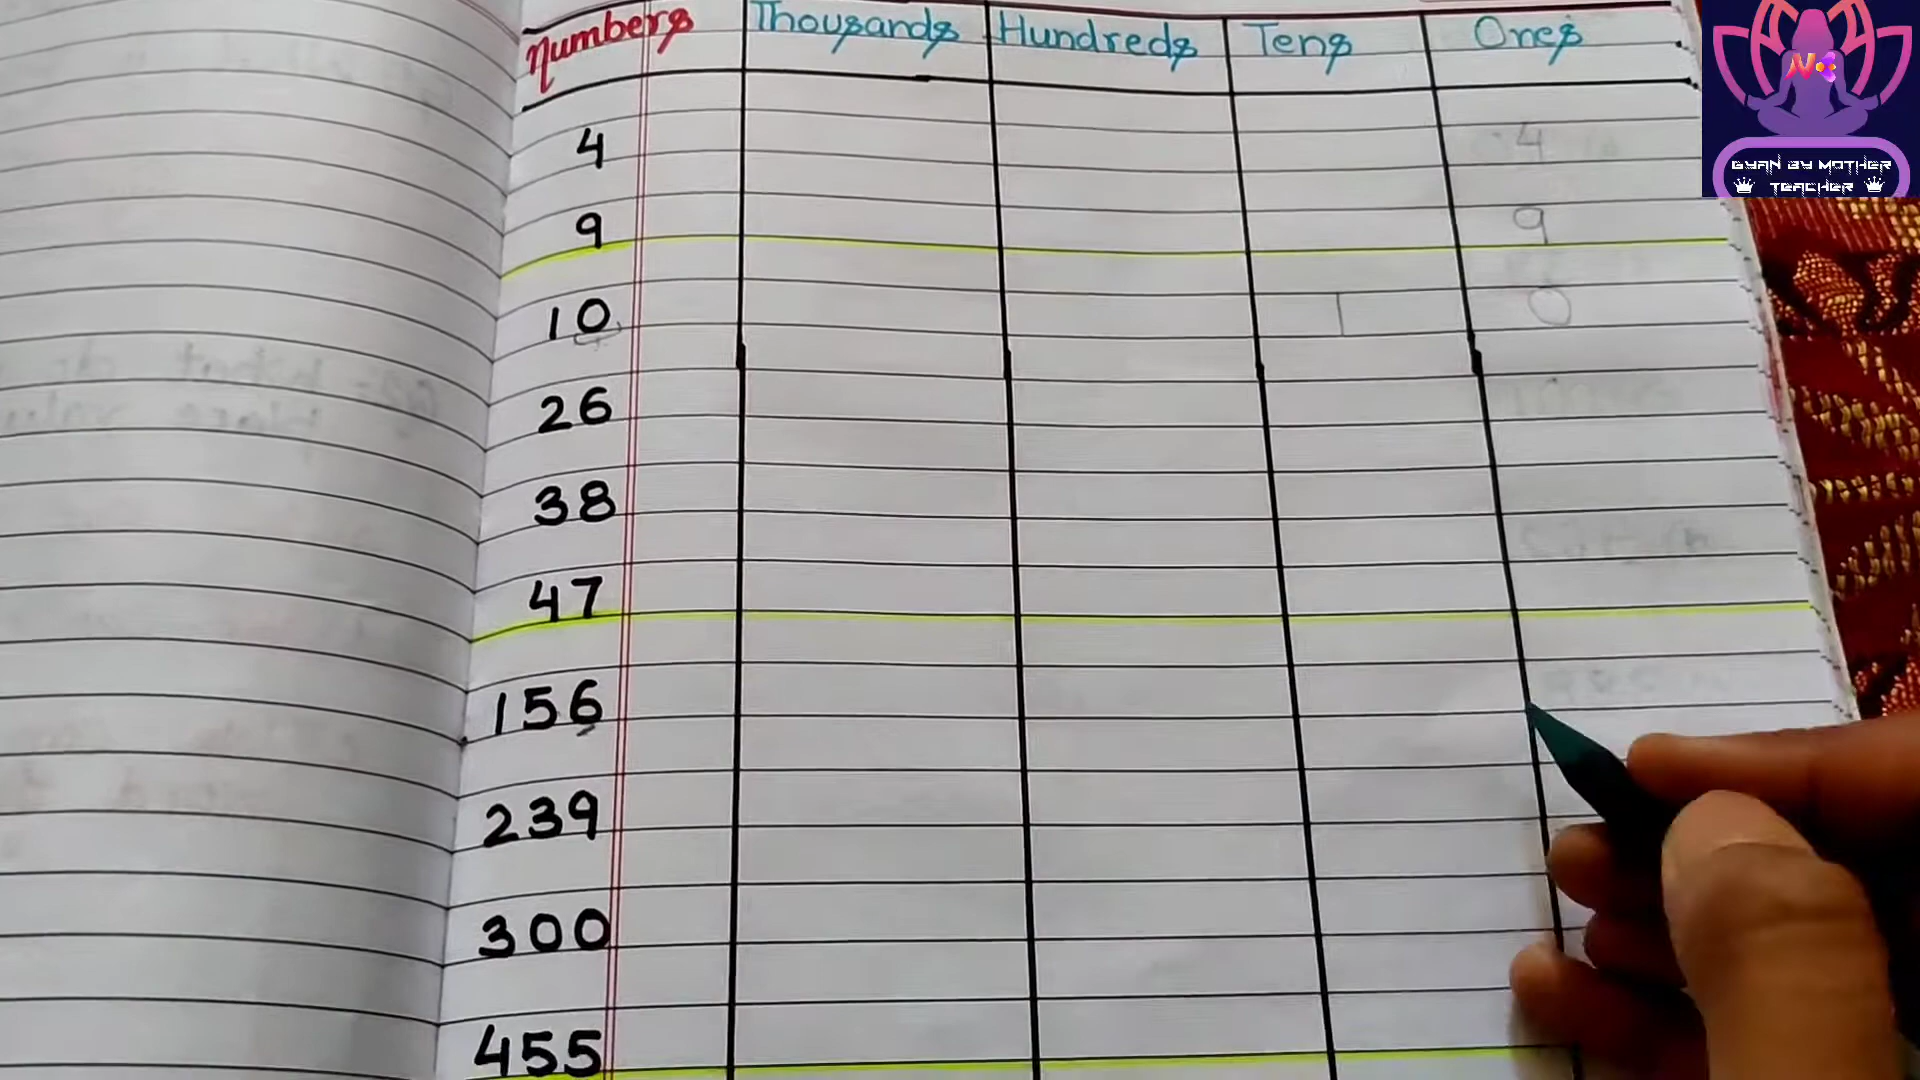 Numbers Thousands Hundreds Tens Ones
4 4
9 9
10 1 0
26
38
47
156
239
300
455
GYAN BY MOTHER
TEACHER